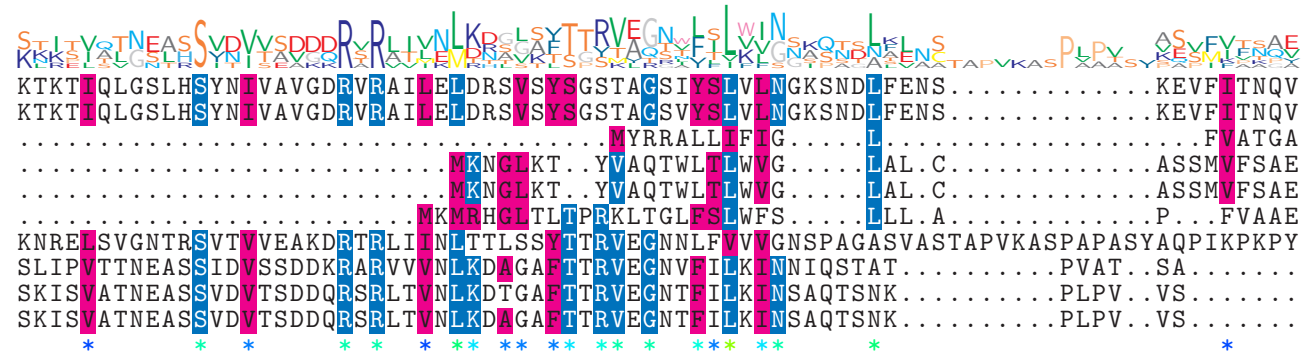 KTKTIQLGSLHSYNIVAVGDRVRAILELDRSVSYSGSTAGSIYSLVLNGKSNDLFENS.............KEVFITNQV
KTKTIQLGSLHSYNIVAVGDRVRAILELDRSVSYSGSTAGSVYSLVLNGKSNDLFENS.............KEVFITNQV
.....................................MYRRALLIFIG.....L....................FVATGA
...........................MKNGLKT..YVAQTWLTLWVG.....LAL.C.............ASSMVFSAE
...........................MKNGLKT..YVAQTWLTLWVG.....LAL.C.............ASSMVFSAE
.........................MKMRHGLTLTPRKLTGLFSLWFS.....LLL.A.............P...FVAAE
KNRELSVGNTRSVTVVEAKDRTRLIINLTTLSSYTTRVEGNNLFVVVGNSPAGASVASTAPVKASPAPASYAQPIKPKPY
SLIPVTTNEASSIDVSSDDKRARVVVNLKDAGAFTTRVEGNVFILKINNIQSTAT..........PVAT..SA.......
SKISVATNEASSVDVTSDDQRSRLTVNLKDTGAFTTRVEGNTFILKINSAQTSNK..........PLPV..VS.......
SKISVATNEASSVDVTSDDQRSRLTVNLKDAGAFTTRVEGNTFILKINSAQTSNK..........PLPV..VS.......